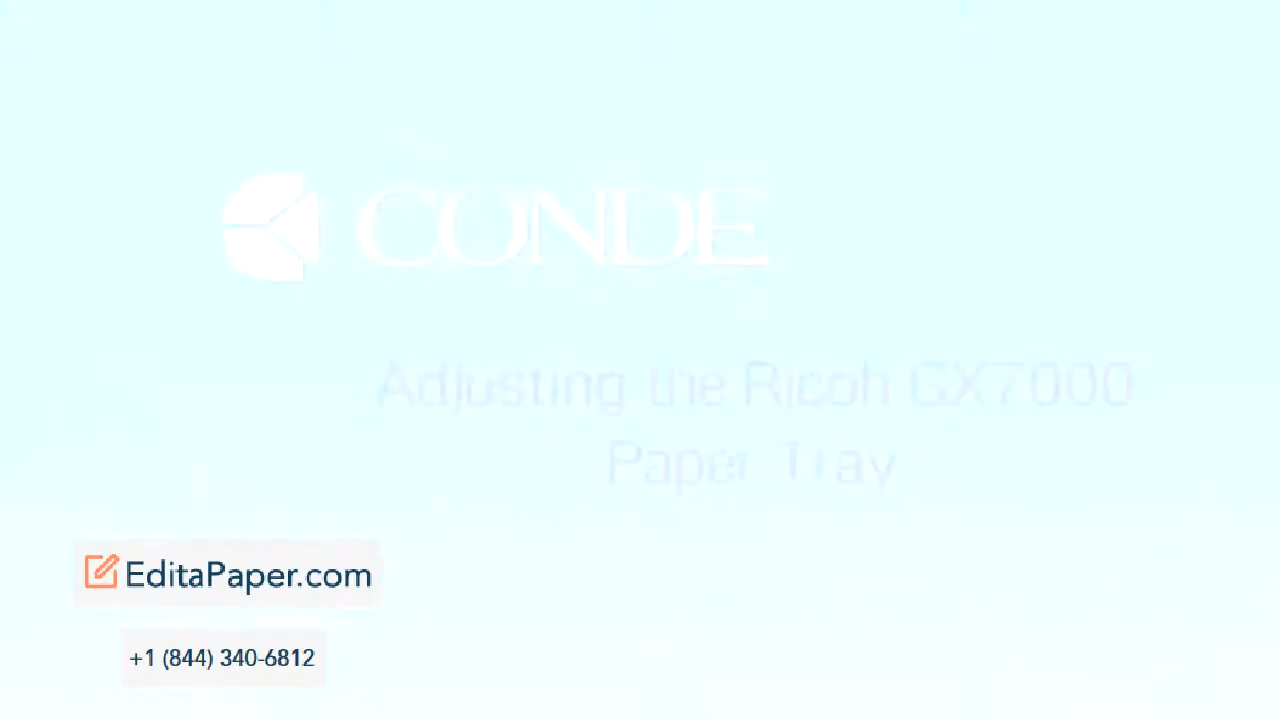 CONDE
Adjusting the Ricoh GX7000
Paper Tray
EditaPaper.com
+1 (844) 340-6812